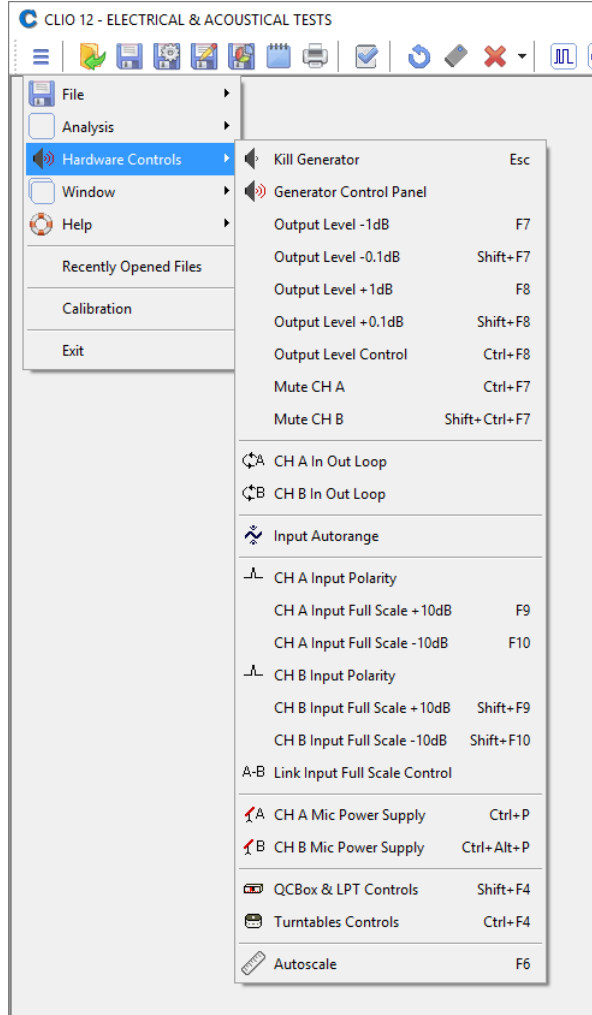 CLIO 12 - ELECTRICAL & ACOUSTICAL TESTS
File
Analysis
Hardware Controls
Window
Help
Recently Opened Files
Calibration
Exit
Kill Generator Esc
Generator Control Panel
Output Level -1dB F7
Output Level -0.1dB Shift+F7
Output Level +1dB F8
Output Level +0.1dB Shift+F8
Output Level Control Ctrl+F8
Mute CH A Ctrl+F7
Mute CH B Shift+Ctrl+F7
A CH A In Out Loop
B CH B In Out Loop
Input Autorange
CH A Input Polarity
CH A Input Full Scale +10dB F9
CH A Input Full Scale -10dB F10
CH B Input Polarity
CH B Input Full Scale +10dB Shift+F9
CH B Input Full Scale -10dB Shift+F10
A-B Link Input Full Scale Control
A CH A Mic Power Supply Ctrl+P
B CH B Mic Power Supply Ctrl+Alt+P
QCBox & LPT Controls Shift+F4
Turntables Controls Ctrl+F4
Autoscale F6